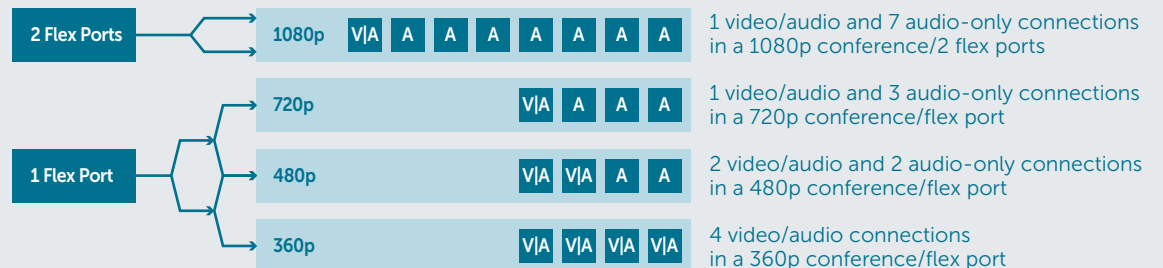 2 Flex Ports
1080p V|A A A A A A A A
1 video/audio and 7 audio-only connections
in a 1080p conference/2 flex ports
720p V|A A A A
1 video/audio and 3 audio-only connections
in a 720p conference/flex port
1 Flex Port
480p V|A V|A A A
2 video/audio and 2 audio-only connections
in a 480p conference/flex port
360p V|A V|A V|A V|A
4 video/audio connections
in a 360p conference/flex port